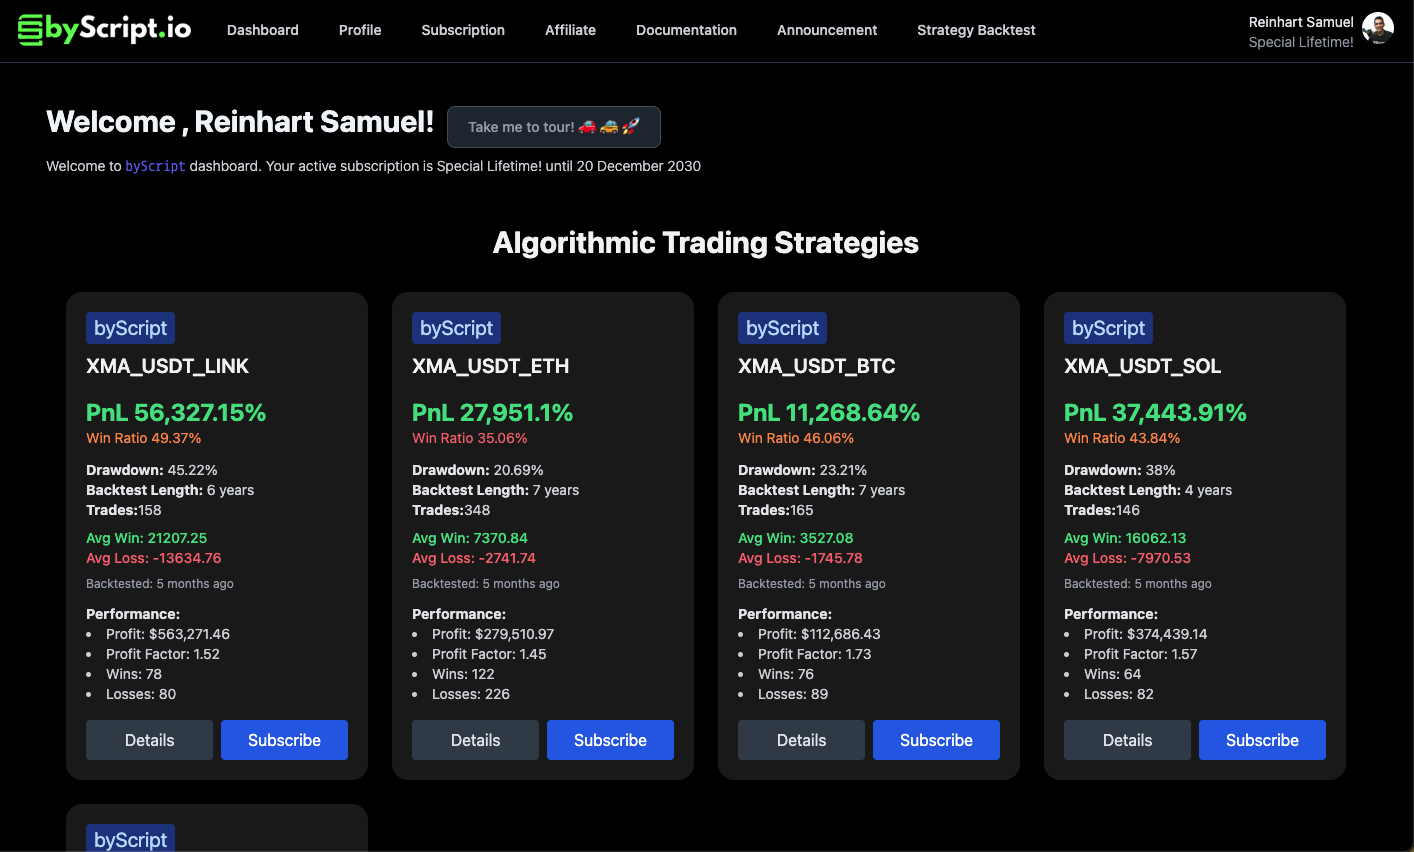 byScript.io
Dashboard
Profile
Subscription
Affiliate
Documentation
Announcement
Strategy Backtest
Reinhart Samuel
Special Lifetime!
Welcome , Reinhart Samuel!
Take me to tour! 🚗🚕🚀
Welcome to byScript dashboard. Your active subscription is Special Lifetime! until 20 December 2030
Algorithmic Trading Strategies
byScript
XMA_USDT_LINK
PnL 56,327.15%
Win Ratio 49.37%
Drawdown: 45.22%
Backtest Length: 6 years
Trades:158
Avg Win: 21207.25
Avg Loss: -13634.76
Backtested: 5 months ago
Performance:
• Profit: $563,271.46
• Profit Factor: 1.52
• Wins: 78
• Losses: 80
Details
Subscribe
byScript
XMA_USDT_ETH
PnL 27,951.1%
Win Ratio 35.06%
Drawdown: 20.69%
Backtest Length: 7 years
Trades:348
Avg Win: 7370.84
Avg Loss: -2741.74
Backtested: 5 months ago
Performance:
• Profit: $279,510.97
• Profit Factor: 1.45
• Wins: 122
• Losses: 226
Details
Subscribe
byScript
XMA_USDT_BTC
PnL 11,268.64%
Win Ratio 46.06%
Drawdown: 23.21%
Backtest Length: 7 years
Trades:165
Avg Win: 3527.08
Avg Loss: -1745.78
Backtested: 5 months ago
Performance:
• Profit: $112,686.43
• Profit Factor: 1.73
• Wins: 76
• Losses: 89
Details
Subscribe
byScript
XMA_USDT_SOL
PnL 37,443.91%
Win Ratio 43.84%
Drawdown: 38%
Backtest Length: 4 years
Trades:146
Avg Win: 16062.13
Avg Loss: -7970.53
Backtested: 5 months ago
Performance:
• Profit: $374,439.14
• Profit Factor: 1.57
• Wins: 64
• Losses: 82
Details
Subscribe
byScript